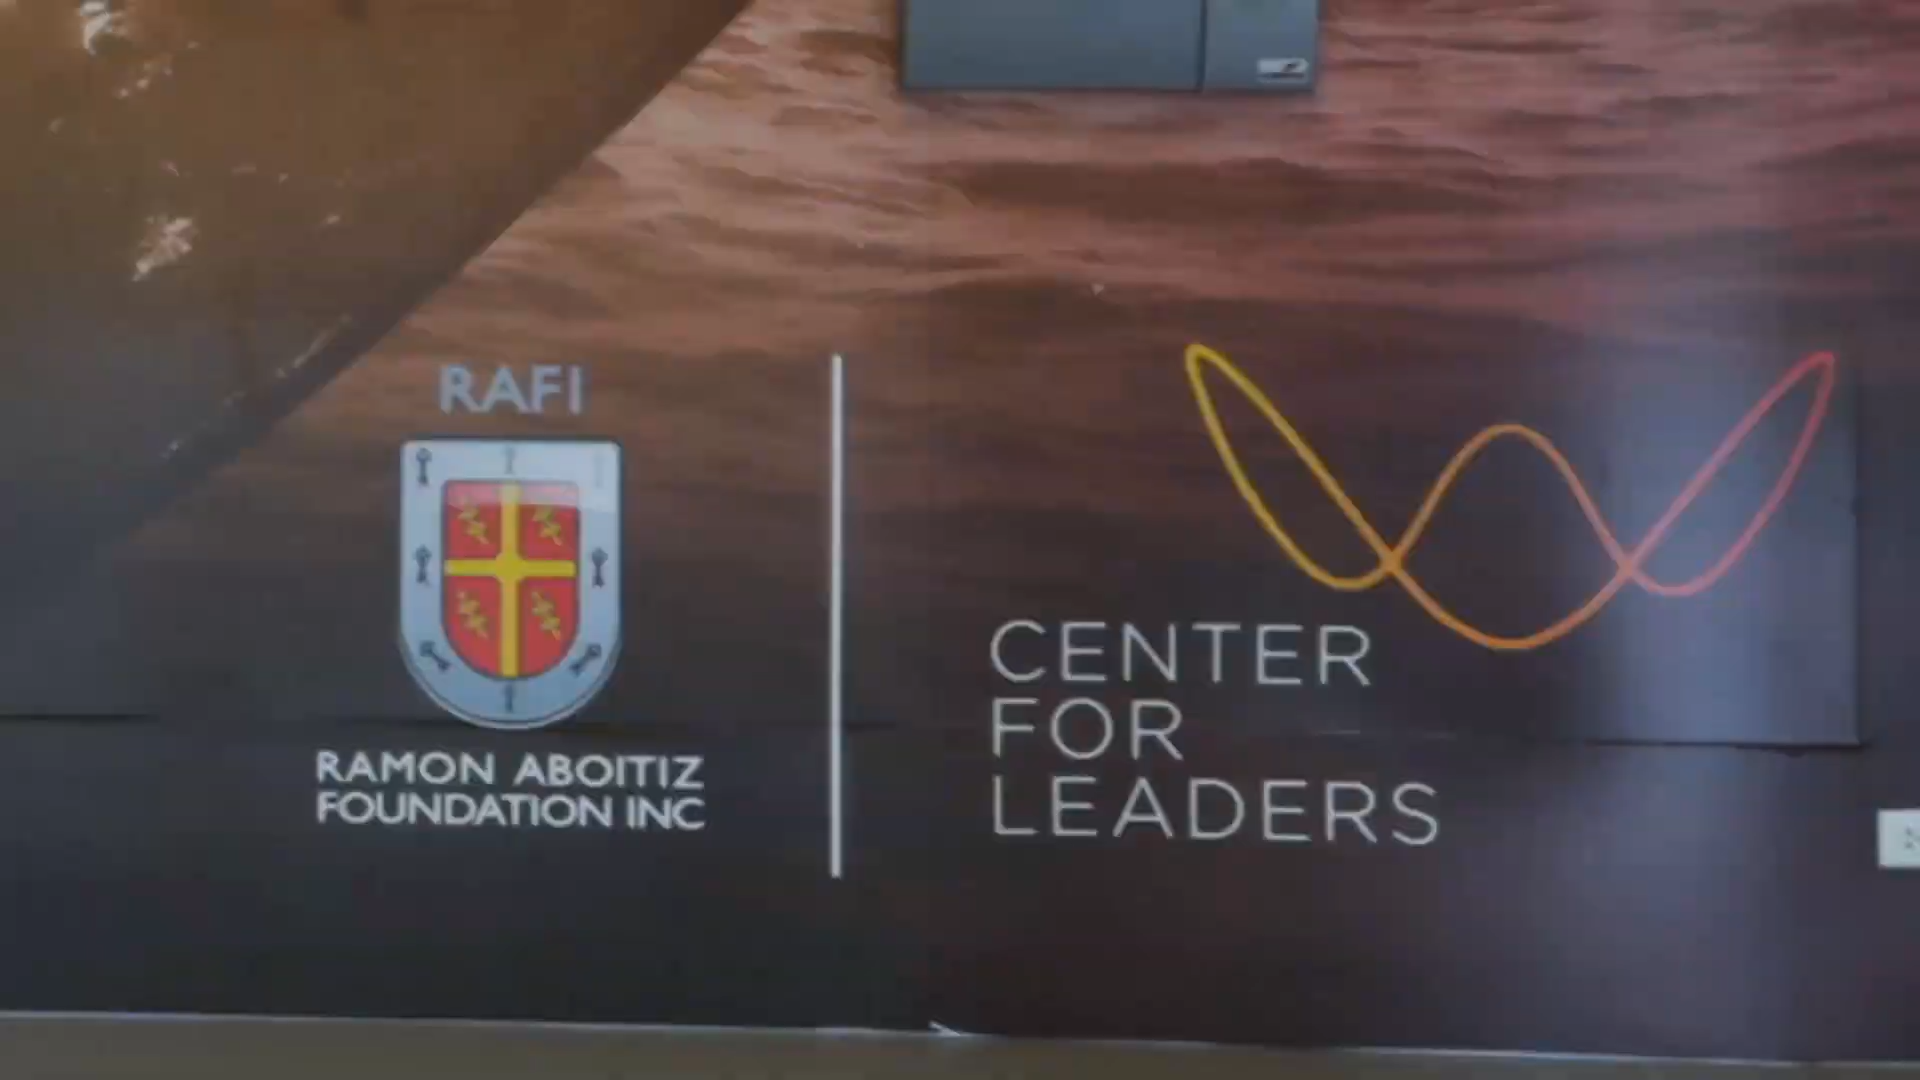 RAFI
RAMON ABOITIZ
FOUNDATION INC
CENTER
FOR
LEADERS